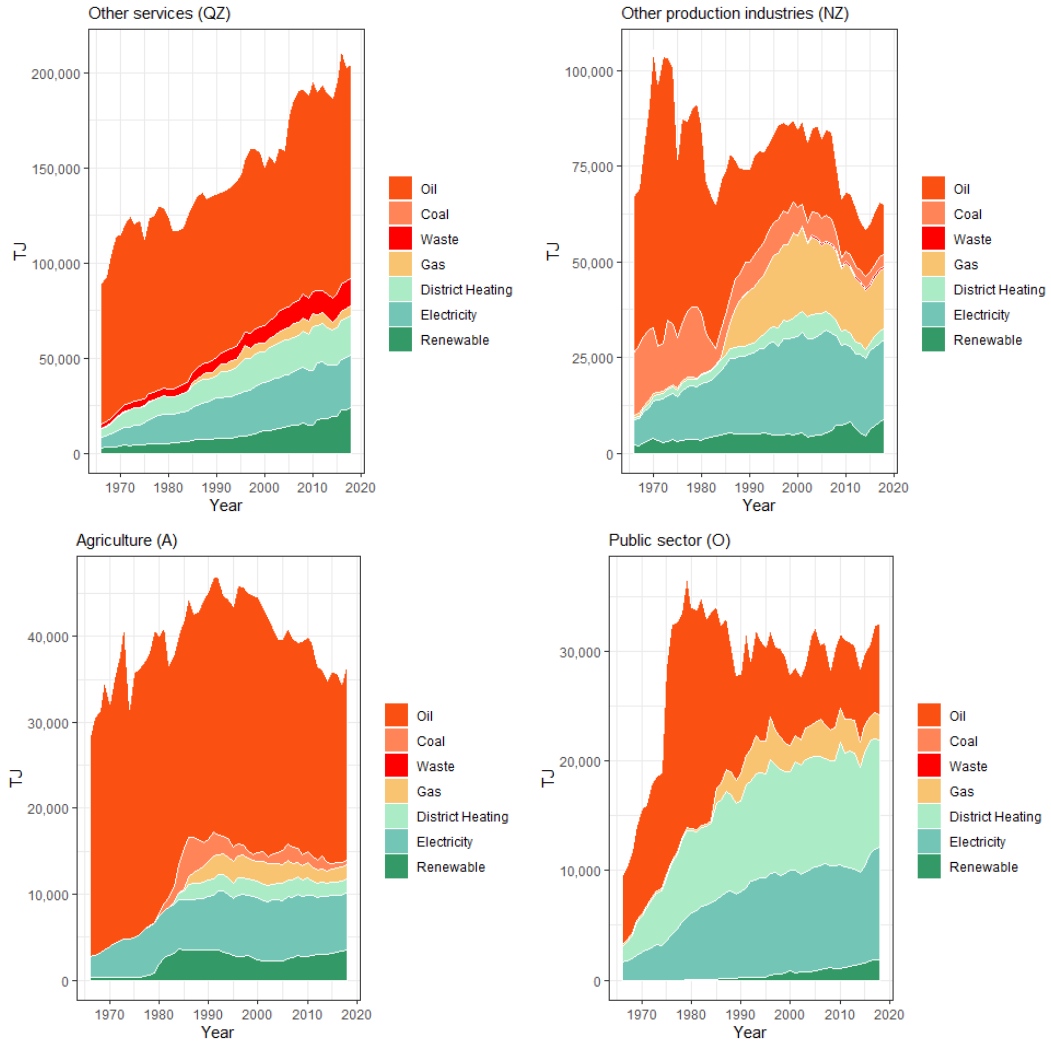 Other services (QZ)
TJ
200,000
150,000
100,000
50,000
0
1970 1980 1990 2000 2010 2020
Year
Oil
Coal
Waste
Gas
District Heating
Electricity
Renewable
Other production industries (NZ)
TJ
100,000
75,000
50,000
25,000
0
1970 1980 1990 2000 2010 2020
Year
Oil
Coal
Waste
Gas
District Heating
Electricity
Renewable
Agriculture (A)
TJ
40,000
30,000
20,000
10,000
0
1970 1980 1990 2000 2010 2020
Year
Oil
Coal
Waste
Gas
District Heating
Electricity
Renewable
Public sector (O)
TJ
30,000
20,000
10,000
0
1970 1980 1990 2000 2010 2020
Year
Oil
Coal
Waste
Gas
District Heating
Electricity
Renewable